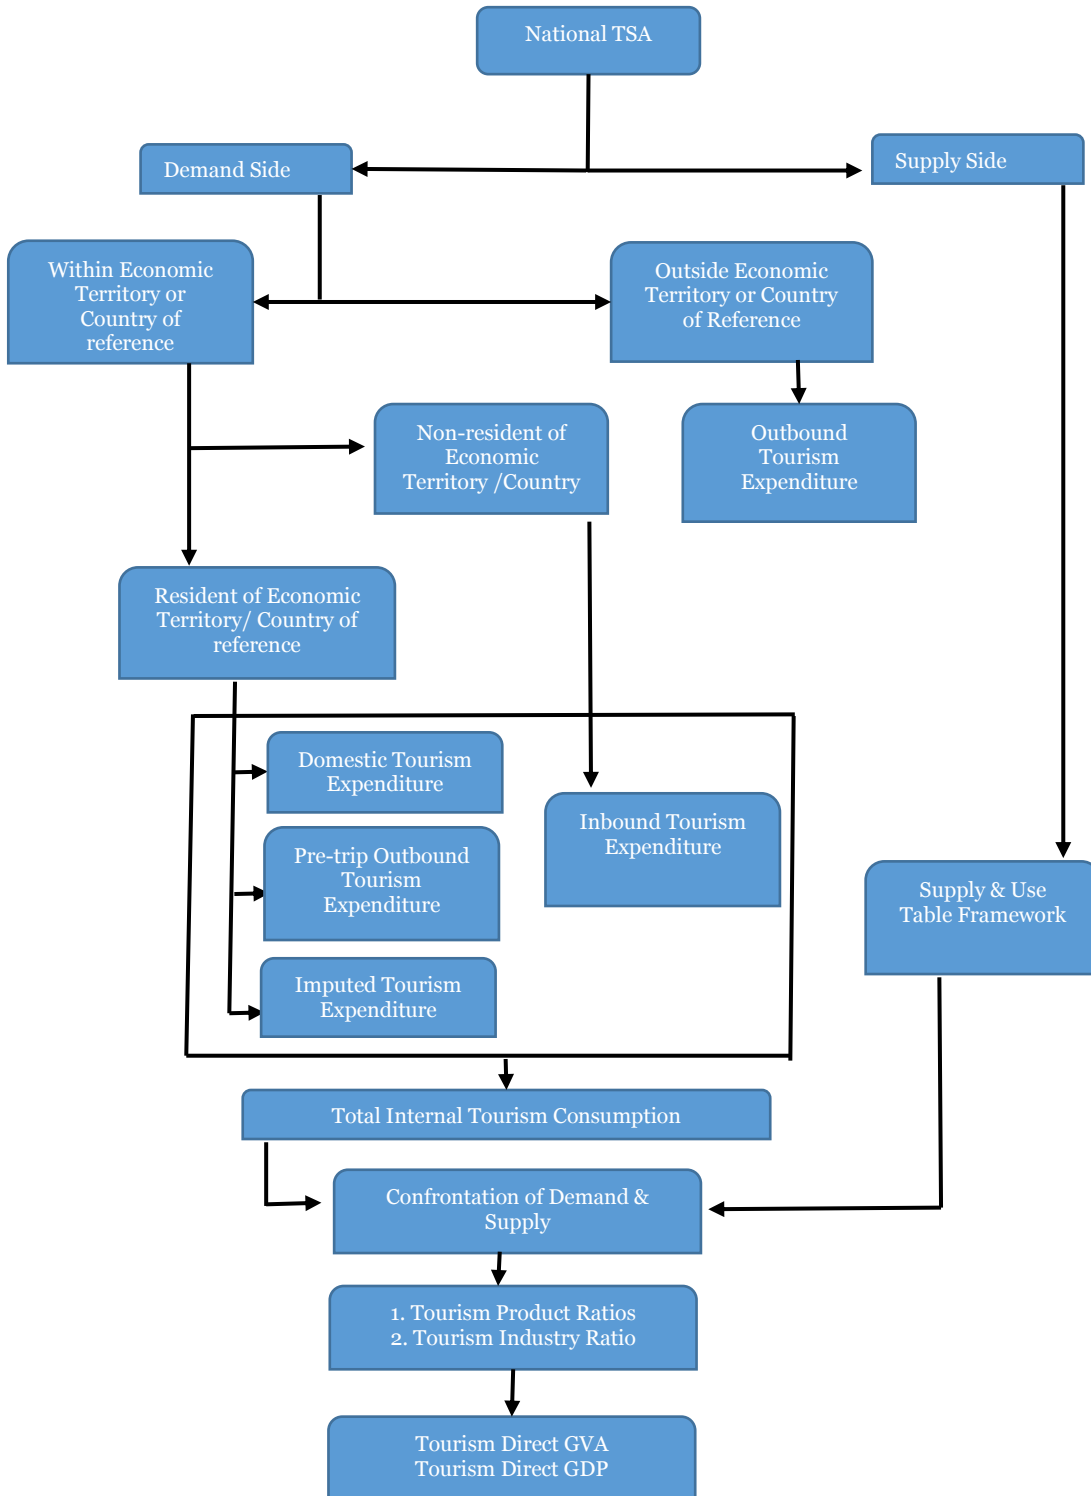 National TSA
Demand Side
Supply Side
Within Economic
Territory or
Country of
reference
Outside Economic
Territory or Country
of Reference
Non-resident of
Economic
Territory /Country
Outbound
Tourism
Expenditure
Resident of Economic
Territory/ Country of
reference
Domestic Tourism
Expenditure
Pre-trip Outbound
Tourism
Expenditure
Imputed Tourism
Expenditure
Inbound Tourism
Expenditure
Supply & Use
Table Framework
Total Internal Tourism Consumption
Confrontation of Demand &
Supply
1. Tourism Product Ratios
2. Tourism Industry Ratio
Tourism Direct GVA
Tourism Direct GDP